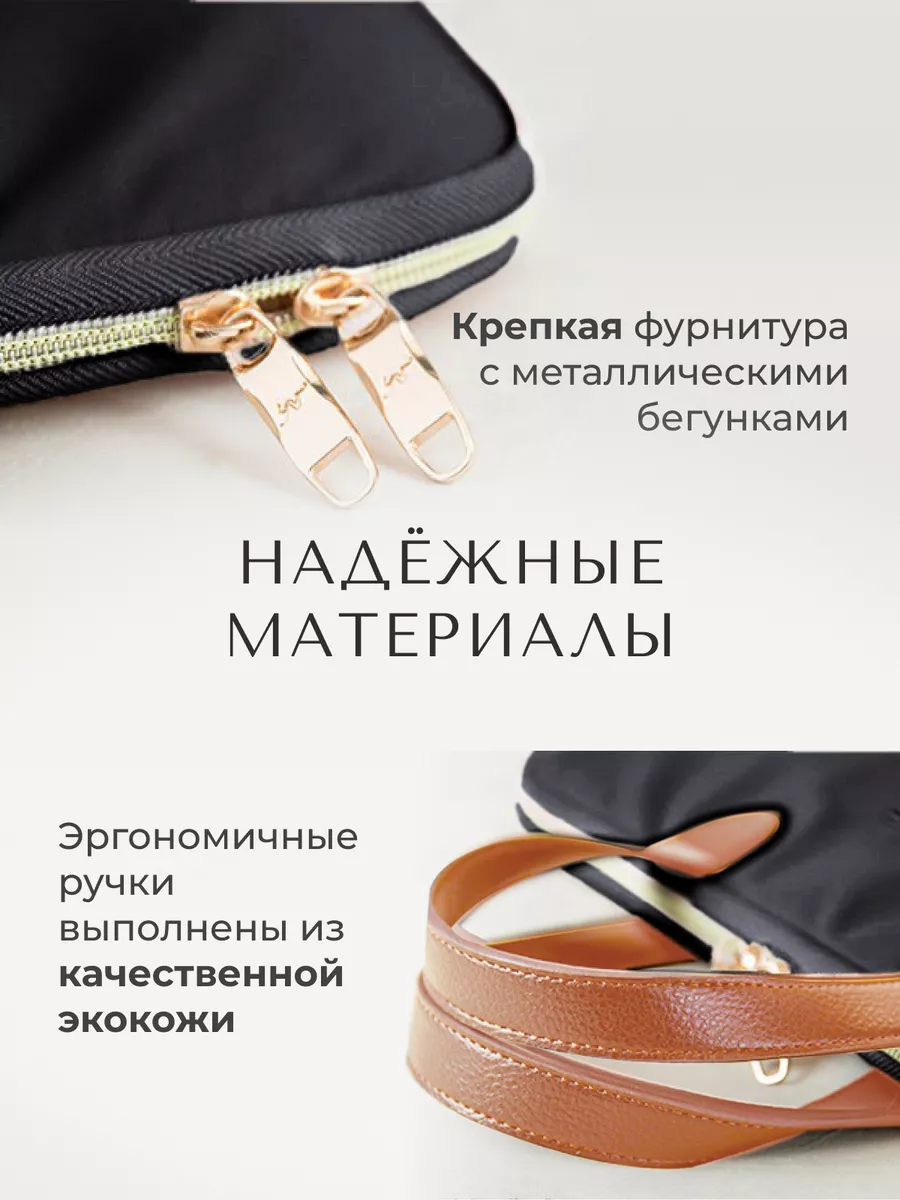 Крепкая фурнитура
с металлическими
бегунками
НАДЁЖНЫЕ
МАТЕРИАЛЫ
Эргономичные
ручки
выполнены из
качественной
экокожи